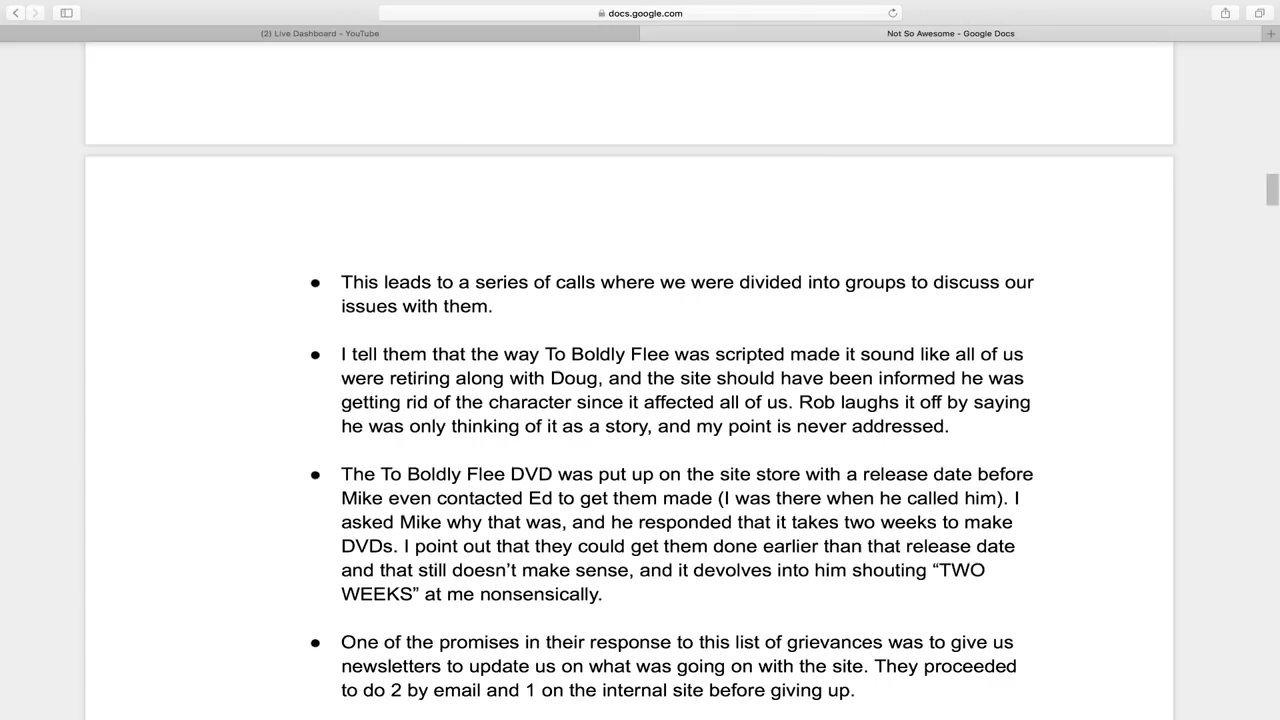 docs.google.com
(2) Live Dashboard - YouTube
Not So Awesome - Google Docs
● This leads to a series of calls where we were divided into groups to discuss our
issues with them.
● I tell them that the way To Boldly Flee was scripted made it sound like all of us
were retiring along with Doug, and the site should have been informed he was
getting rid of the character since it affected all of us. Rob laughs it off by saying
he was only thinking of it as a story, and my point is never addressed.
● The To Boldly Flee DVD was put up on the site store with a release date before
Mike even contacted Ed to get them made (I was there when he called him). I
asked Mike why that was, and he responded that it takes two weeks to make
DVDs. I point out that they could get them done earlier than that release date
and that still doesn’t make sense, and it devolves into him shouting “TWO
WEEKS” at me nonsensically.
● One of the promises in their response to this list of grievances was to give us
newsletters to update us on what was going on with the site. They proceeded
to do 2 by email and 1 on the internal site before giving up.